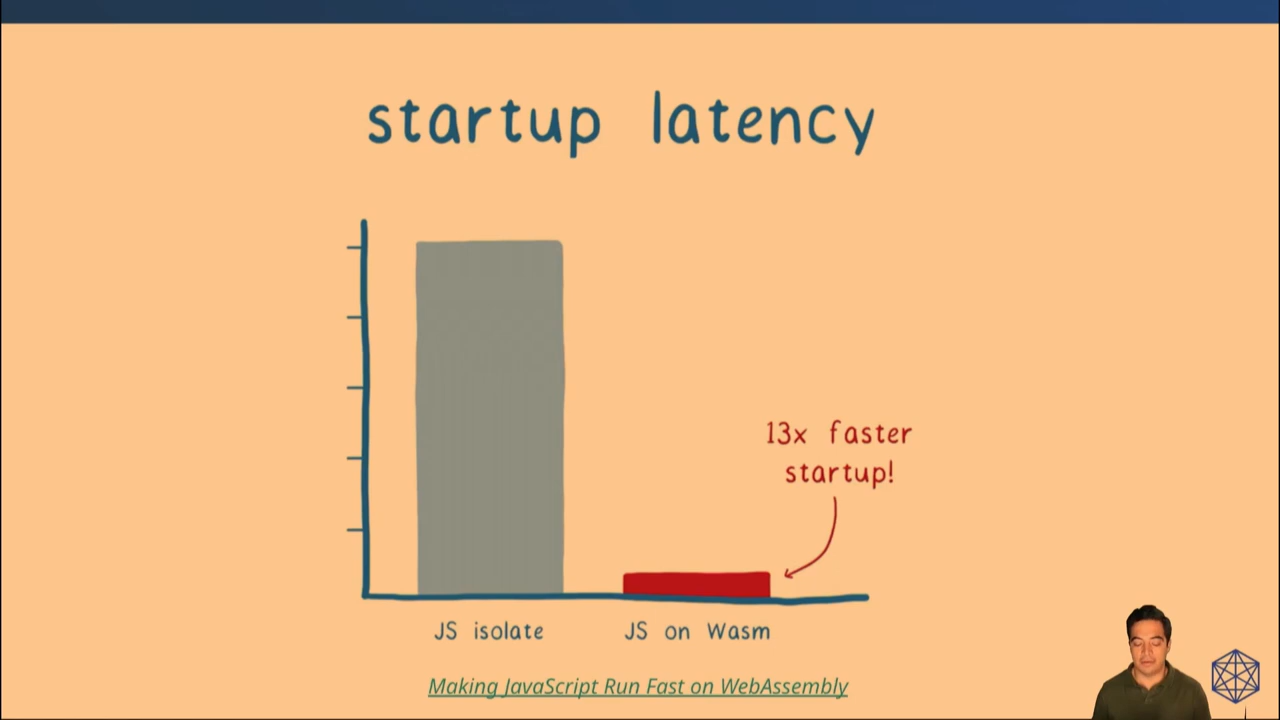 startup latency
13x faster
startup!
JS isolate
JS on Wasm
Making JavaScript Run Fast on WebAssembly